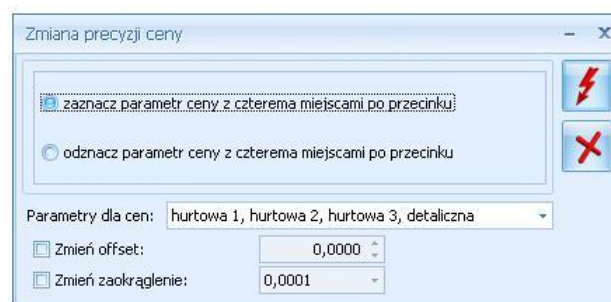 Zmiana precyzji ceny
zaznacz parametr ceny z czterema miejscami po przecinku
odznacz parametr ceny z czterema miejscami po przecinku
Parametry dla cen: hurtowa 1, hurtowa 2, hurtowa 3, detaliczna
Zmień offset: 0,0000
Zmień zaokrąglenie: 0,0001